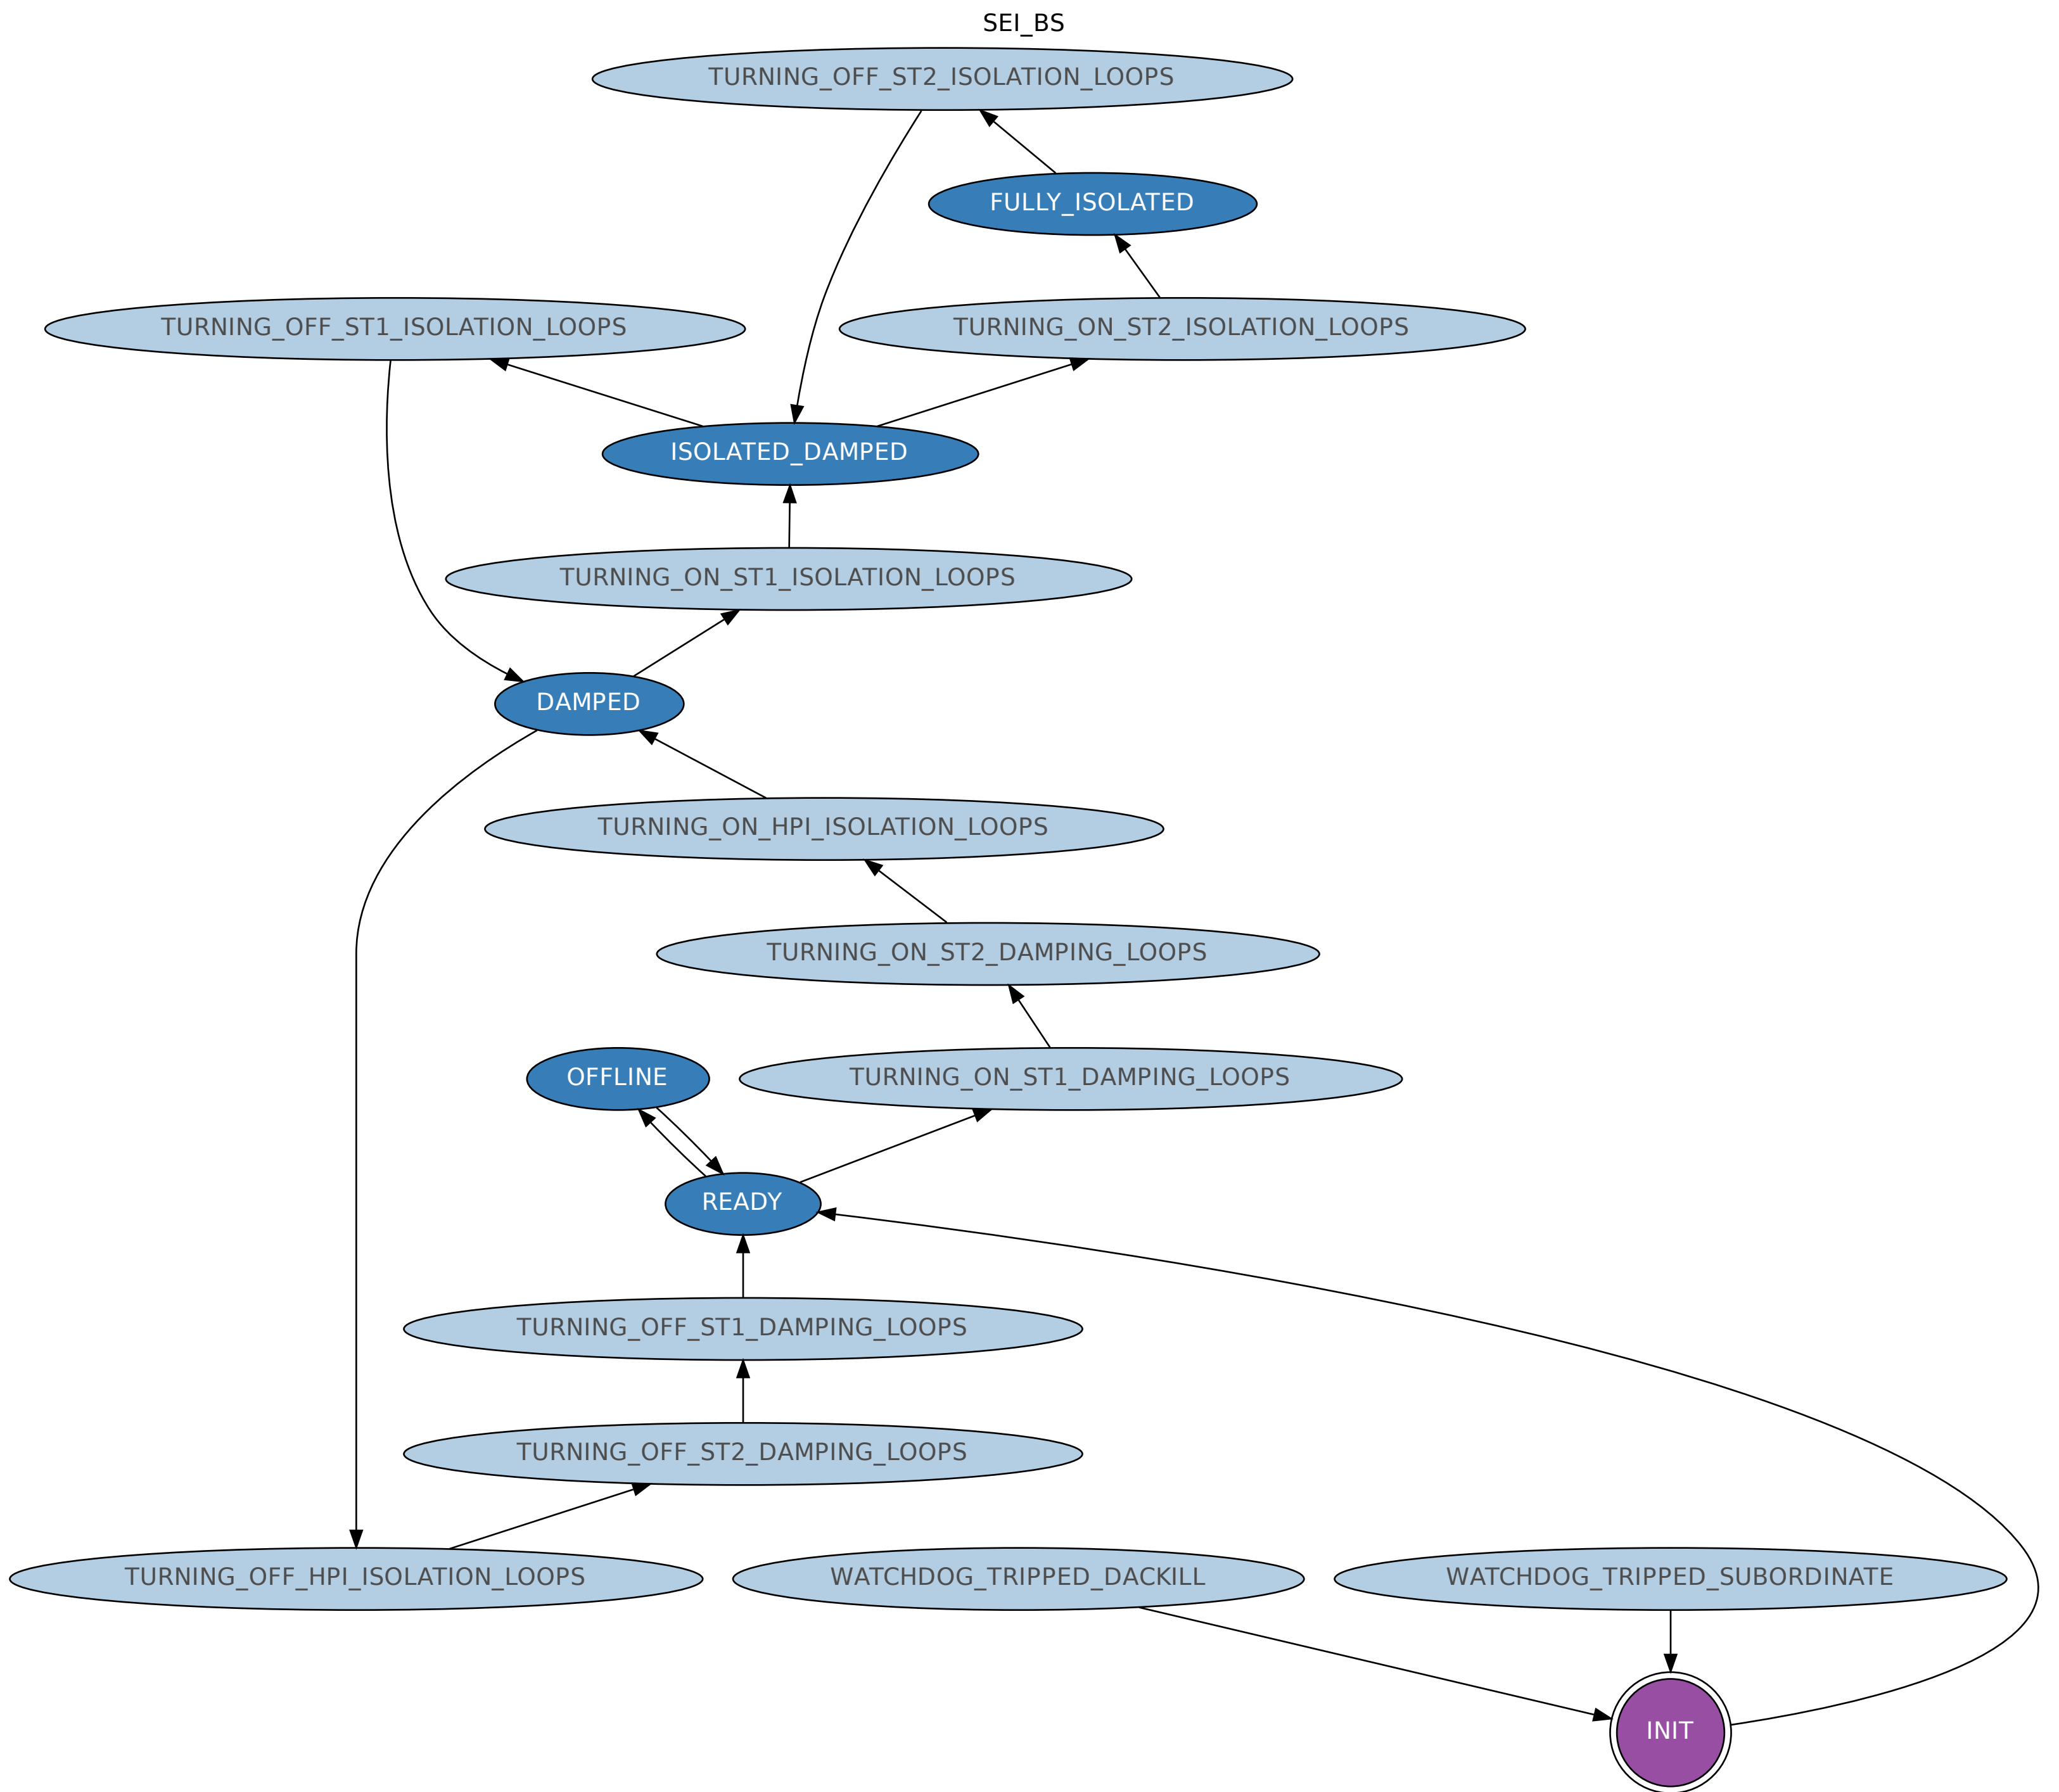 SEI_BS
TURNING_OFF_ST2_ISOLATION_LOOPS
FULLY_ISOLATED
TURNING_OFF_ST1_ISOLATION_LOOPS
TURNING_ON_ST2_ISOLATION_LOOPS
ISOLATED_DAMPED
TURNING_ON_ST1_ISOLATION_LOOPS
DAMPED
TURNING_ON_HPI_ISOLATION_LOOPS
TURNING_ON_ST2_DAMPING_LOOPS
OFFLINE
TURNING_ON_ST1_DAMPING_LOOPS
READY
TURNING_OFF_ST1_DAMPING_LOOPS
TURNING_OFF_ST2_DAMPING_LOOPS
TURNING_OFF_HPI_ISOLATION_LOOPS
WATCHDOG_TRIPPED_DACKILL
WATCHDOG_TRIPPED_SUBORDINATE
INIT